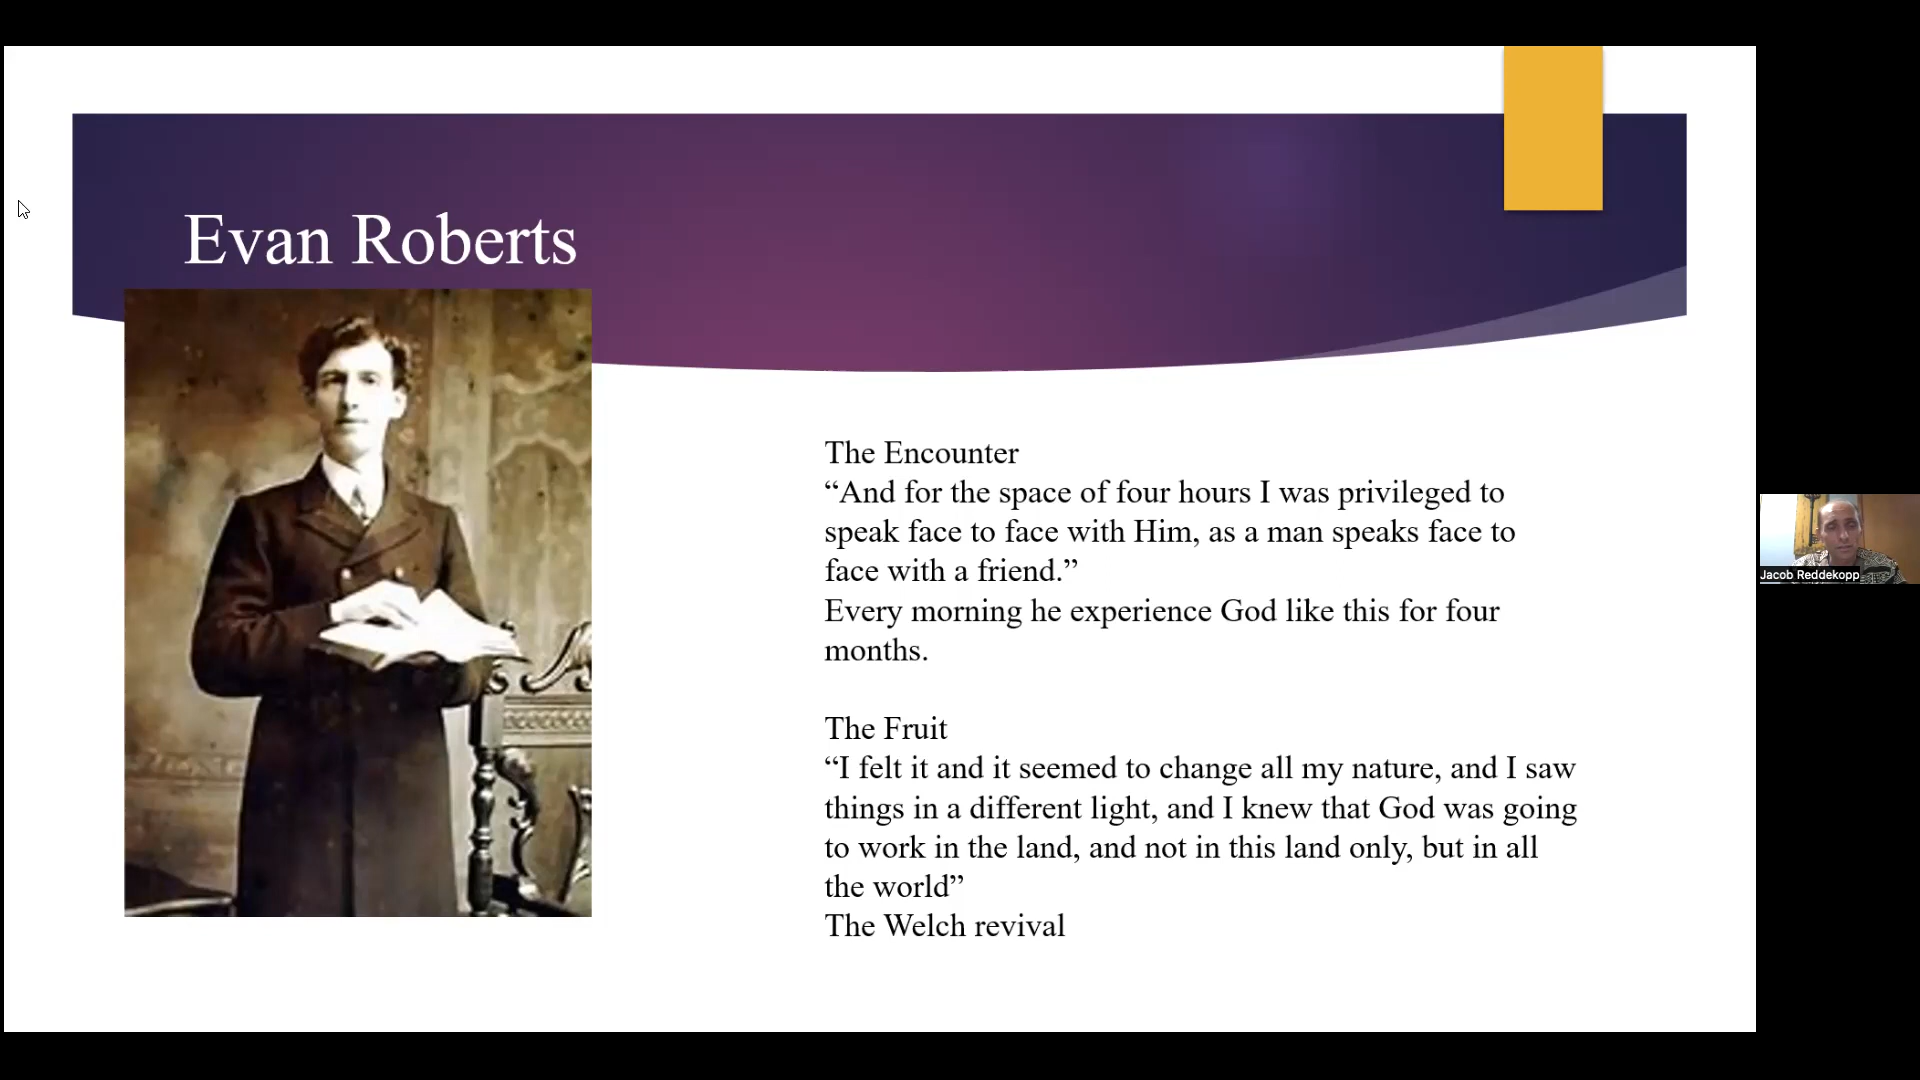 Evan Roberts
The Encounter
“And for the space of four hours I was privileged to
speak face to face with Him, as a man speaks face to
face with a friend.”
Every morning he experience God like this for four
months.
The Fruit
“I felt it and it seemed to change all my nature, and I saw
things in a different light, and I knew that God was going
to work in the land, and not in this land only, but in all
the world”
The Welch revival
Jacob Reddekopp